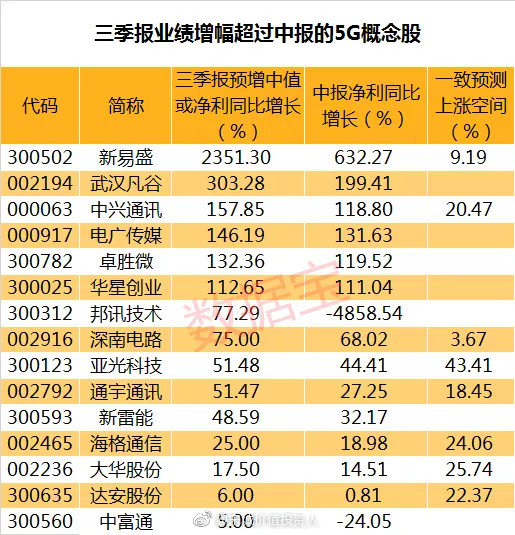 三季报业绩增幅超过中报的5G概念股
代码 简称 三季报预增中值或净利同比增长（%） 中报净利同比增长（%） 一致预测上涨空间（%）
300502 新易盛 2351.30 632.27 9.19
002194 武汉凡谷 303.28 199.41
000063 中兴通讯 157.85 118.80 20.47
000917 电广传媒 146.19 131.63
300782 卓胜微 132.36 119.52
300025 华星创业 112.65 111.04
300312 邦讯技术 77.29 -4858.54
002916 深南电路 75.00 68.02 3.67
300123 亚光科技 51.48 44.41 43.41
002792 通宇通讯 51.47 27.25 18.45
300593 新雷能 48.59 32.17
002465 海格通信 25.00 18.98 24.06
002236 大华股份 17.50 14.51 25.74
300635 达安股份 6.00 0.81 22.37
300560 中富通 5.00 -24.05
数据宝
价值投资人